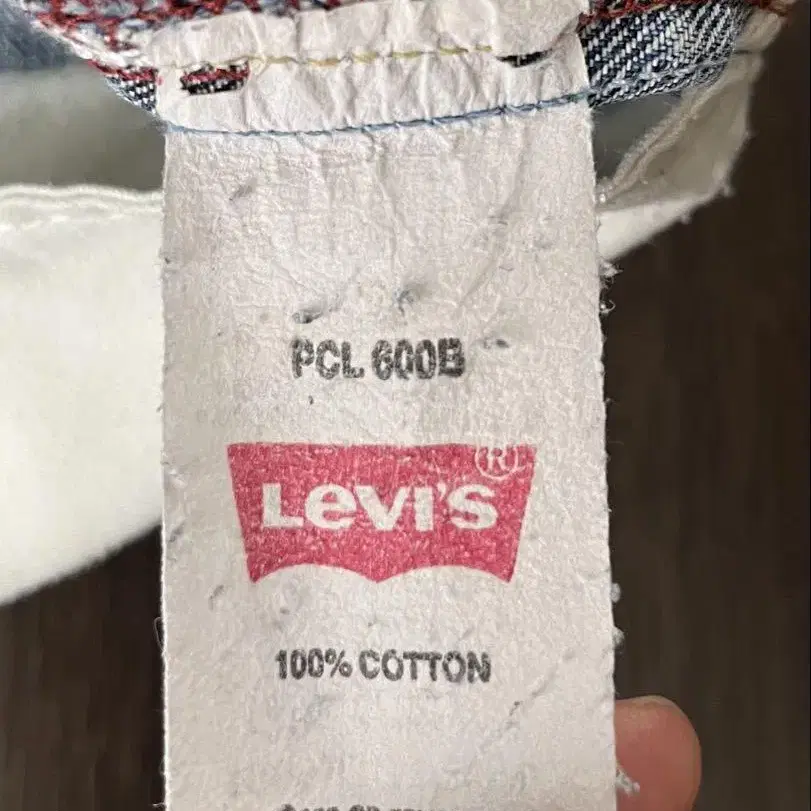 PCL 600B
LEVI'S ®
100% COTTON